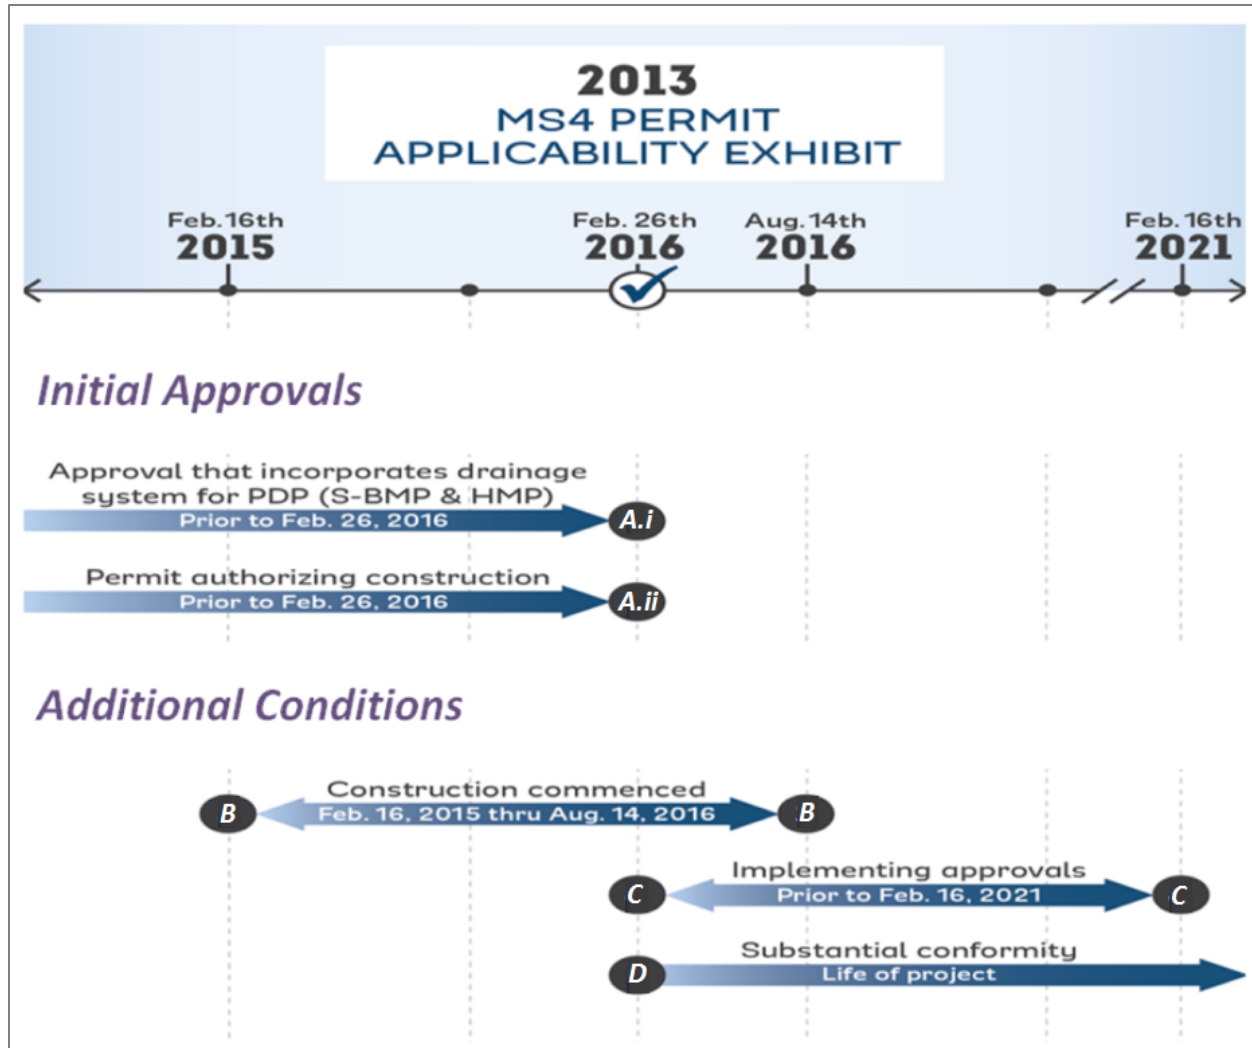 2013
MS4 PERMIT
APPLICABILITY EXHIBIT
Feb. 16th
2015
Feb. 26th
2016
Aug. 14th
2016
Feb. 16th
2021
Initial Approvals
Approval that incorporates drainage
system for PDP (S-BMP & HMP)
Prior to Feb. 26, 2016
A.i
Permit authorizing construction
Prior to Feb. 26, 2016
A.ii
Additional Conditions
Construction commenced
B
Feb. 16, 2015 thru Aug. 14, 2016
B
Implementing approvals
C
Prior to Feb. 16, 2021
C
Substantial conformity
D
Life of project